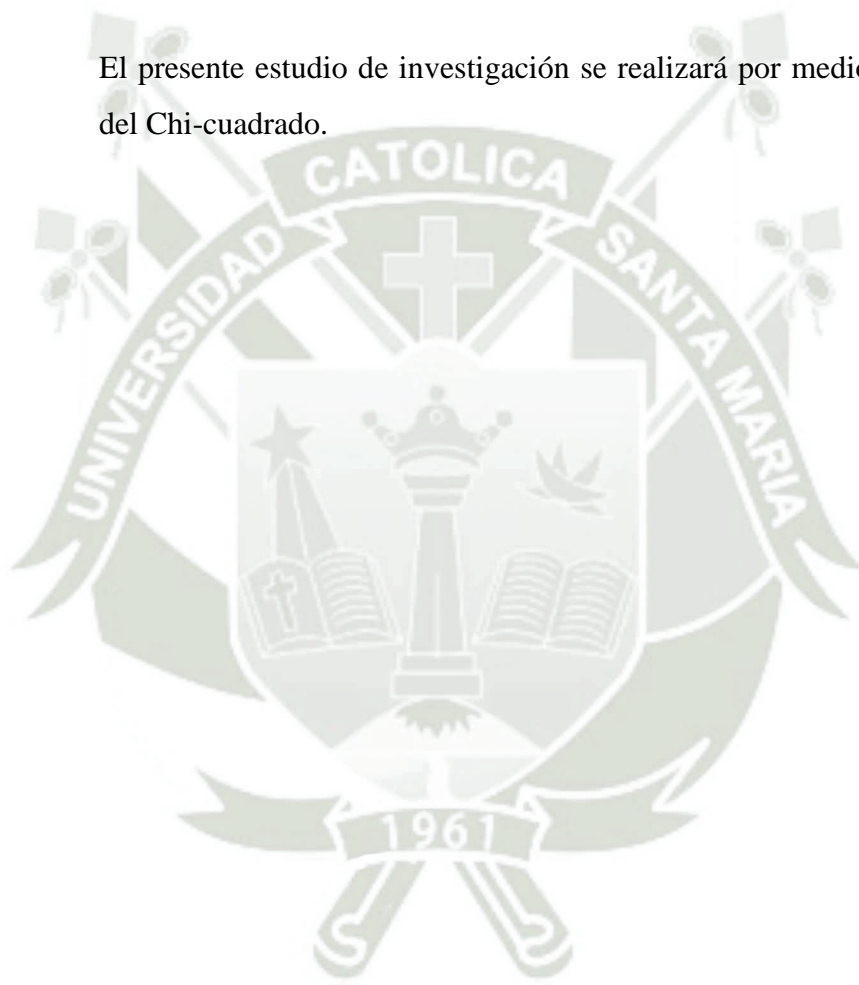 El presente estudio de investigación se realizará por medio
del Chi-cuadrado.
CATOLICA
UNIVERSIDAD
SANTA MARIA
1961